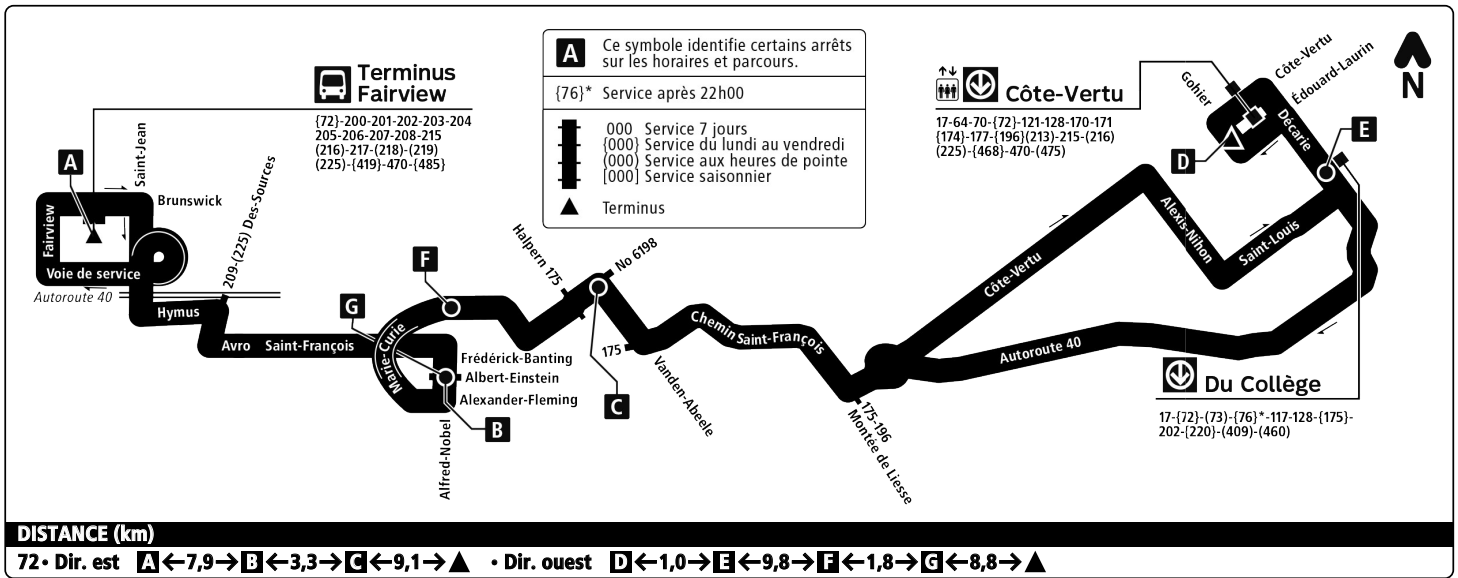 A
Ce symbole identifie certains arrêts
sur les horaires et parcours.
{76}* Service après 22h00
000 Service 7 jours
{000} Service du lundi au vendredi
(000) Service aux heures de pointe
[000] Service saisonnier
Terminus
Terminus
Fairview
{72}-200-201-202-203-204
205-206-207-208-215
(216)-217-(218)-(219)
(225)-{419}-470-{485}
A
Saint-Jean
Brunswick
Fairview
Voie de service
Autoroute 40
209-(225) Des-Sources
Hymus
Avro Saint-François
G
F
Marie-Curie
Frédérick-Banting
Albert-Einstein
Alexander-Fleming
B
Alfred-Nobel
Halpern 175
No 6198
C
175
Vanden-Abeele
Chemin Saint-François
175-196
Montée de Liesse
Côte-Vertu
17-64-70-{72}-121-128-170-171
{174}-177-{196}(213)-215-(216)
(225)-{468}-470-(475)
Gohier
Côte-Vertu
Édouard-Laurin
Décarie
D
E
N
Côte-Vertu
Alexis-Nihon
Saint-Louis
Autoroute 40
Du Collège
17-{72}-(73)-{76}*-117-128-{175}-
202-{220}-(409)-(460)
DISTANCE (km)
72• Dir. est A←7,9→B←3,3→C←9,1→▲ • Dir. ouest D←1,0→E←9,8→F←1,8→G←8,8→▲